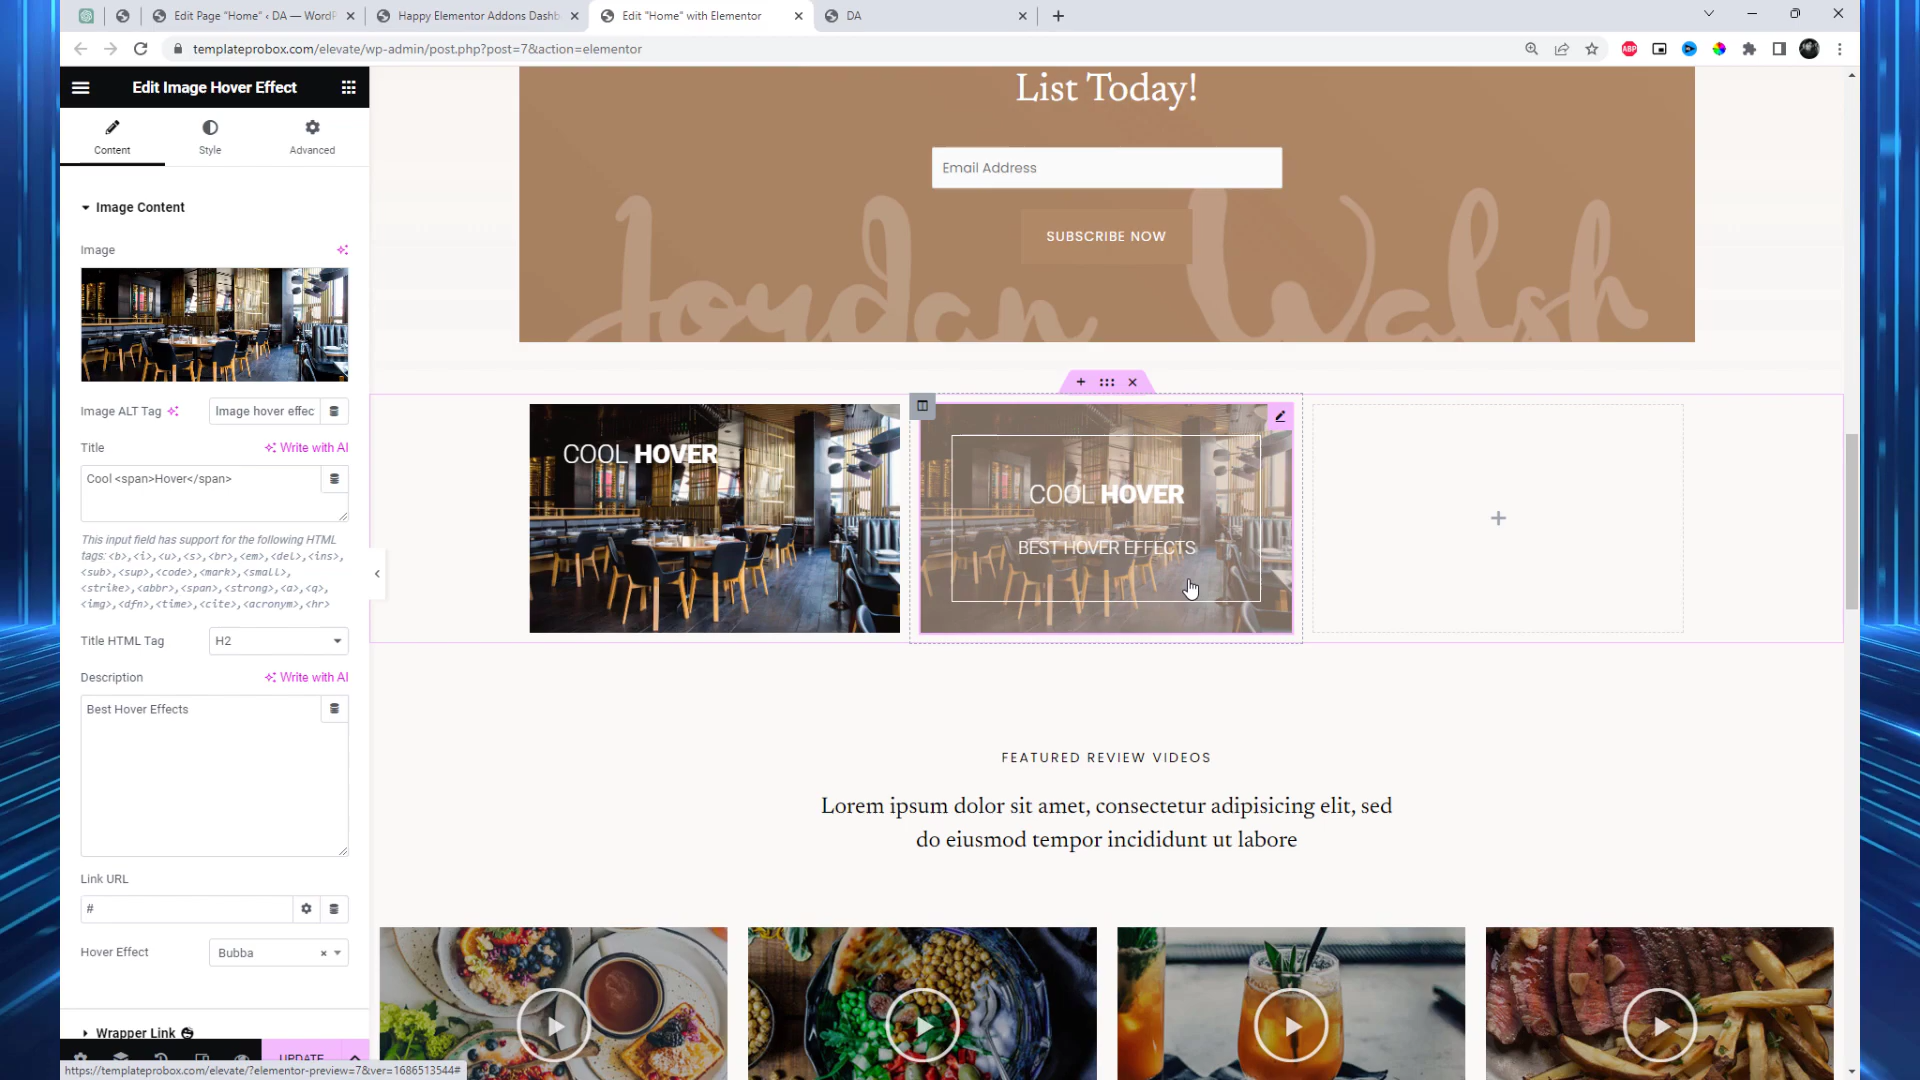 Edit Page “Home” ‹ DA — WordP
Happy Elementor Addons Dashb
Edit "Home" with Elementor
DA
templateprobox.com/elevate/wp-admin/post.php?post=7&action=elementor
ABP
Edit Image Hover Effect
Content
Style
Advanced
Image Content
Image
Image ALT Tag
Image hover effec
Title
Write with AI
Cool <span>Hover</span>
This input field has support for the following HTML
tags: <b>,<i>,<u>,<s>,<br>,<em>,<del>,<ins>,
<sub>,<sup>,<code>,<mark>,<small>,
<strike>,<abbr>,<span>,<strong>,<a>,<q>,
<img>,<dfn>,<time>,<cite>,<acronym>,<hr>
Title HTML Tag
H2
Description
Write with AI
Best Hover Effects
Link URL
#
Hover Effect
Bubba
Wrapper Link
UPDATE
https://templateprobox.com/elevate/?elementor-preview=7&ver=1686513544#
List Today!
Email Address
SUBSCRIBE NOW
Joydan Walsh
COOL HOVER
COOL HOVER
BEST HOVER EFFECTS
FEATURED REVIEW VIDEOS
Lorem ipsum dolor sit amet, consectetur adipisicing elit, sed
do eiusmod tempor incididunt ut labore